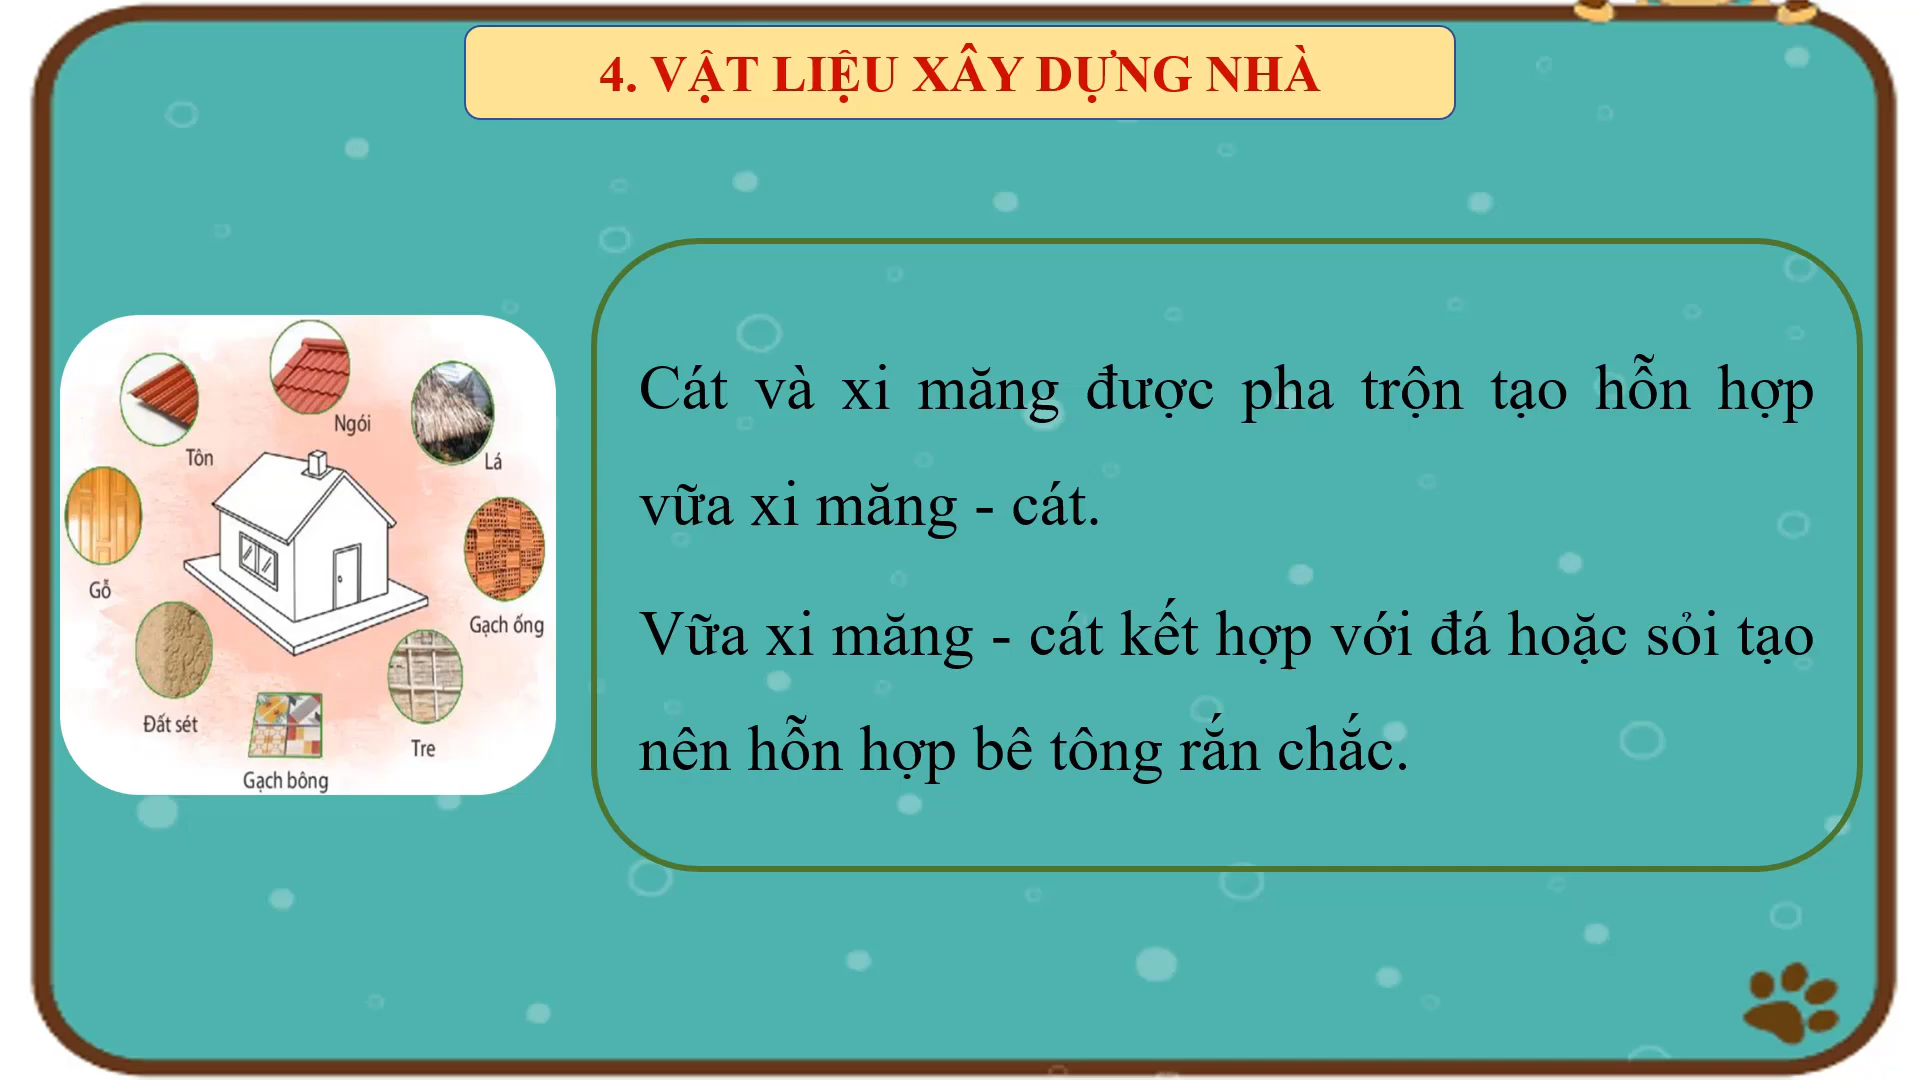 4. VẬT LIỆU XÂY DỰNG NHÀ
Ngói
Tôn
Lá
Gỗ
Gạch ống
Đất sét
Tre
Gạch bông
Cát và xi măng được pha trộn tạo hỗn hợp
vữa xi măng - cát.
Vữa xi măng - cát kết hợp với đá hoặc sỏi tạo
nên hỗn hợp bê tông rắn chắc.